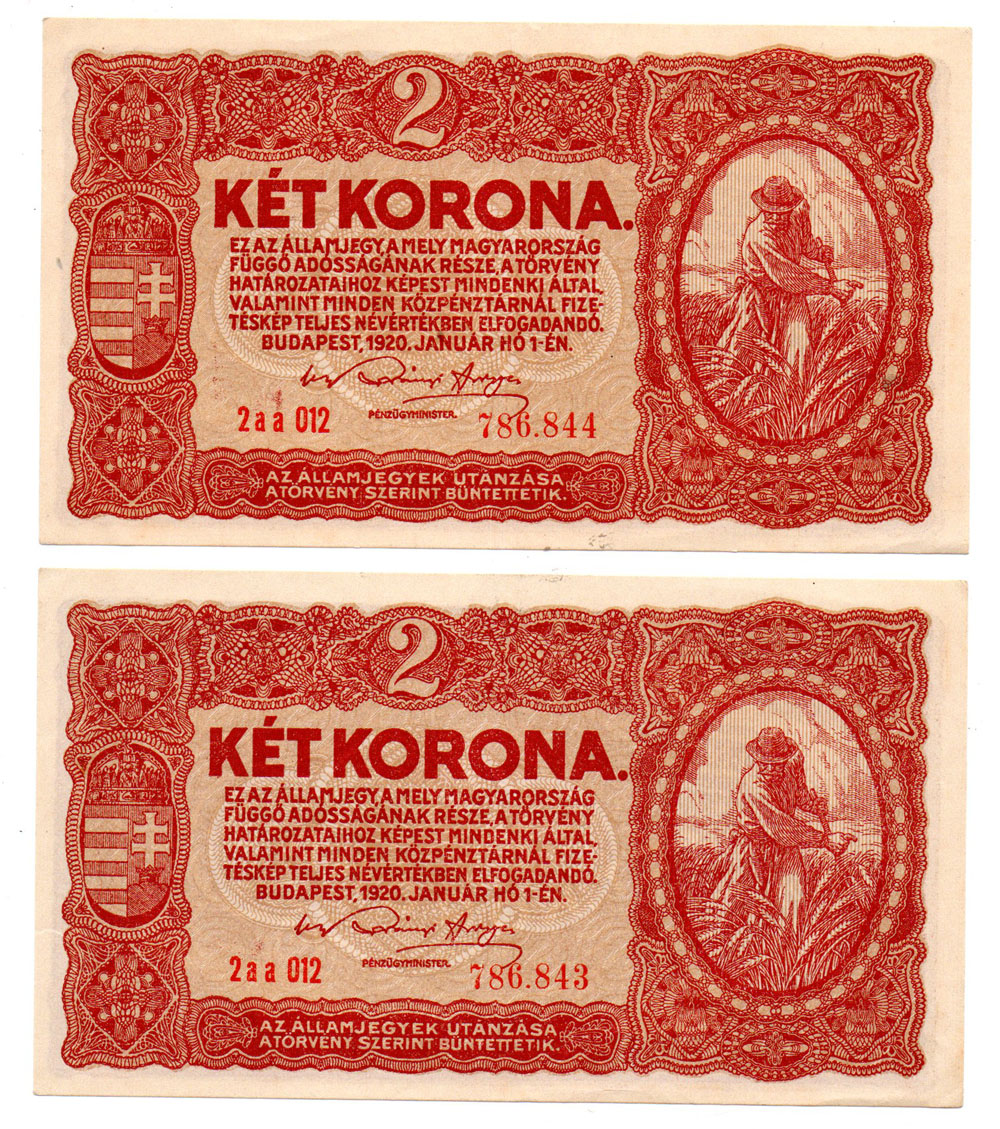 2
KÉT KORONA.
EZ AZ ÁLLAMJEGY, AMELY MAGYARORSZÁG
FÜGGŐ ADÓSSÁGÁNAK RÉSZE, A TÖRVÉNY
HATÁROZATAIHOZ KÉPEST MINDENKI ÁLTAL,
VALAMINT MINDEN KÖZPÉNZTÁRNÁL FIZE-
TÉSKÉP TELJES NÉVÉRTÉKBEN ELFOGADANDÓ.
BUDAPEST, 1920. JANUÁR HÓ 1-ÉN.
PÉNZÜGYMINISTER.
2 a a 012 786.844
AZ ÁLLAMJEGYEK UTÁNZÁSA
A TÖRVÉNY SZERINT BÜNTETTETIK.
2
KÉT KORONA.
EZ AZ ÁLLAMJEGY, AMELY MAGYARORSZÁG
FÜGGŐ ADÓSSÁGÁNAK RÉSZE, A TÖRVÉNY
HATÁROZATAIHOZ KÉPEST MINDENKI ÁLTAL,
VALAMINT MINDEN KÖZPÉNZTÁRNÁL FIZE-
TÉSKÉP TELJES NÉVÉRTÉKBEN ELFOGADANDÓ.
BUDAPEST, 1920. JANUÁR HÓ 1-ÉN.
PÉNZÜGYMINISTER.
2 a a 012 786.843
AZ ÁLLAMJEGYEK UTÁNZÁSA
A TÖRVÉNY SZERINT BÜNTETTETIK.